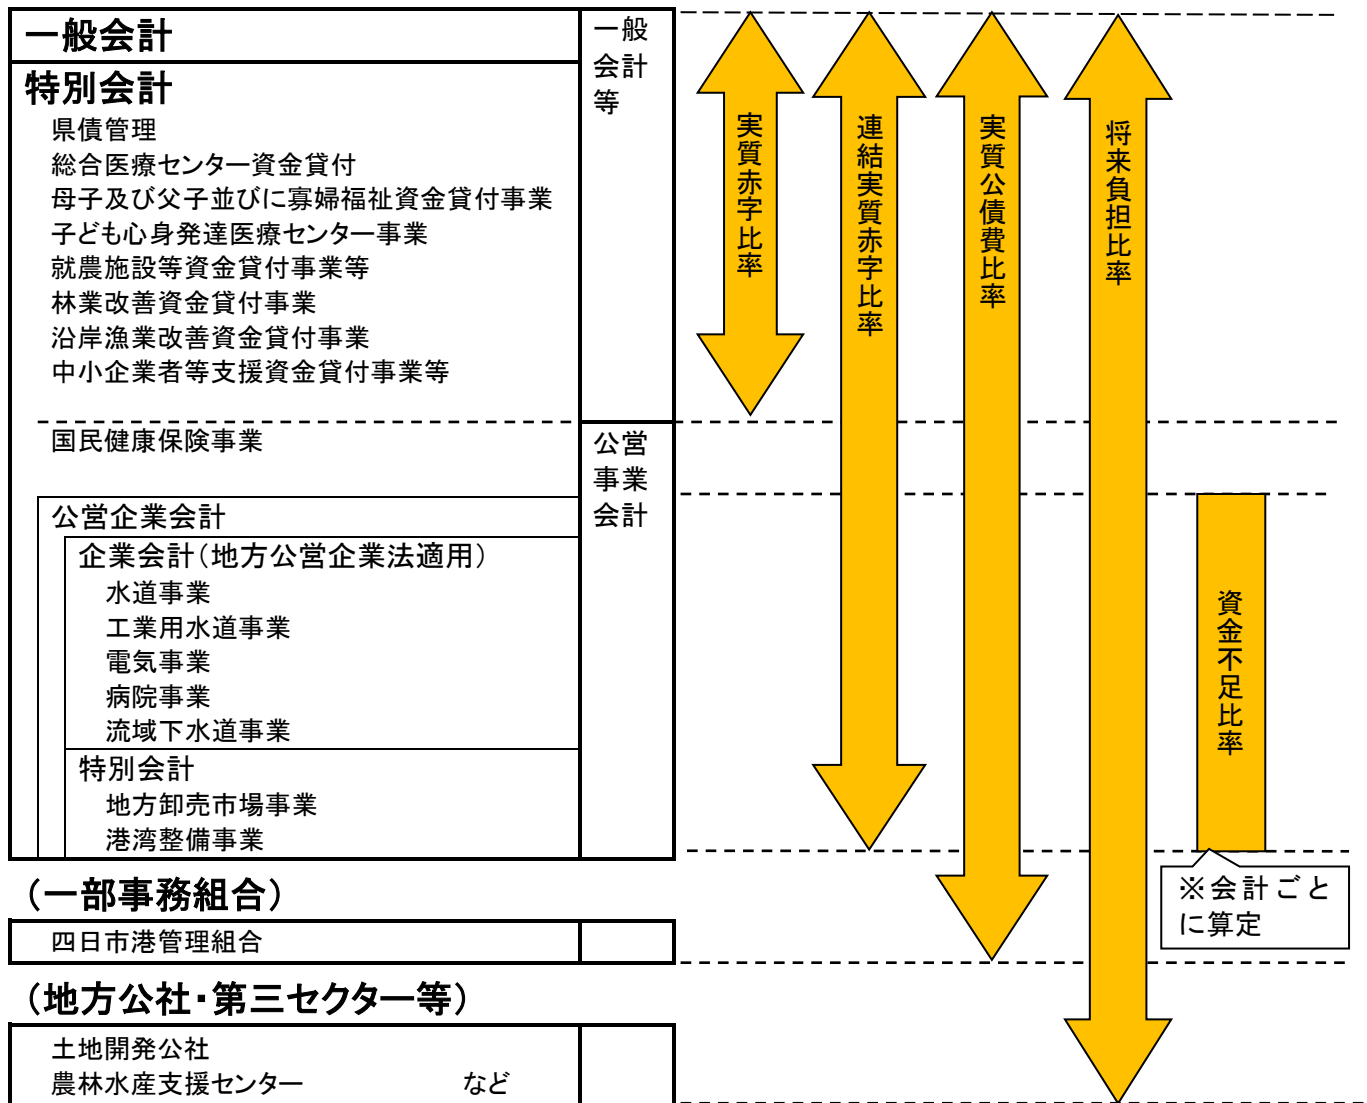 一般会計
一般
会計
等
特別会計
県債管理
総合医療センター資金貸付
母子及び父子並びに寡婦福祉資金貸付事業
子ども心身発達医療センター事業
就農施設等資金貸付事業等
林業改善資金貸付事業
沿岸漁業改善資金貸付事業
中小企業者等支援資金貸付事業等
国民健康保険事業
公営
事業
会計
公営企業会計
企業会計（地方公営企業法適用）
水道事業
工業用水道事業
電気事業
病院事業
流域下水道事業
特別会計
地方卸売市場事業
港湾整備事業
（一部事務組合）
四日市港管理組合
（地方公社・第三セクター等）
土地開発公社
農林水産支援センター　など
実質赤字比率
連結実質赤字比率
実質公債費比率
将来負担比率
資金不足比率
※会計ごと
に算定